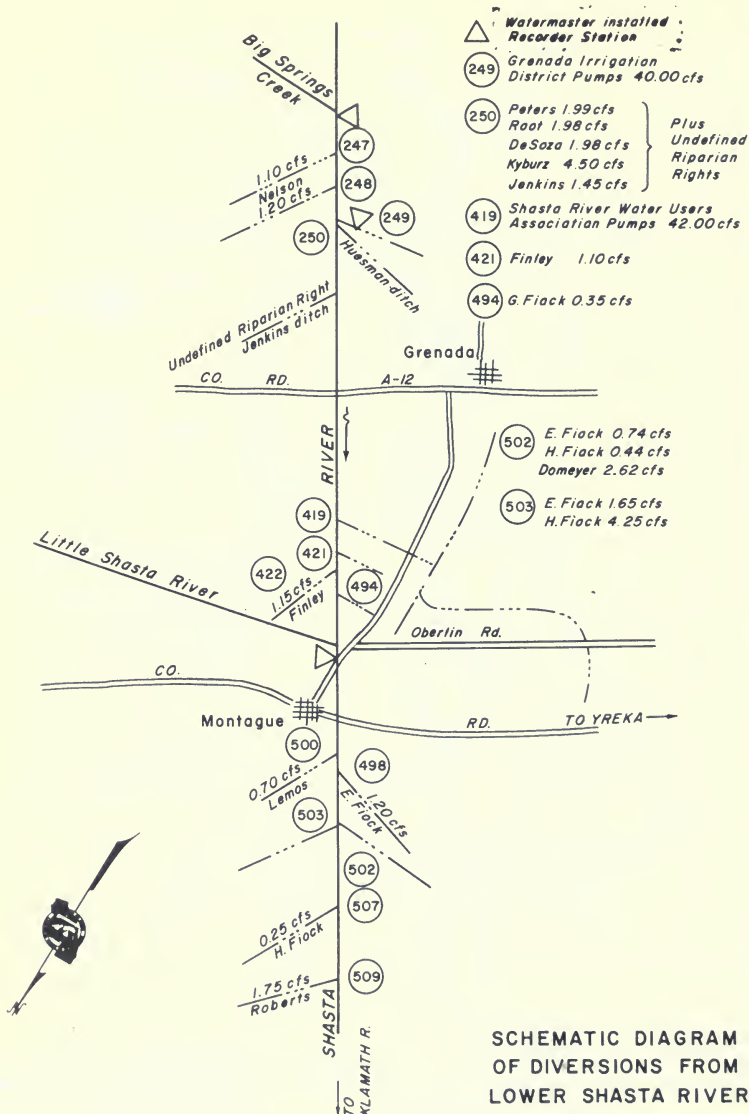 Watermaster installed
Recorder Station
249 Grenada Irrigation
District Pumps 40.00 cfs
250 Peters 1.99 cfs
Root 1.98 cfs
DeSoza 1.98 cfs
Kyburz 4.50 cfs
Jenkins 1.45 cfs
Plus
Undefined
Riparian
Rights
419 Shasta River Water Users
Association Pumps 42.00 cfs
421 Finley 1.10 cfs
494 G. Fiack 0.35 cfs
Big Springs
Creek
247
1.10 cfs
Nelson
248
1.20 cfs
249
250
Huesman ditch
Undefined Riparian Right
Jenkins ditch
Grenada
CO. RD. A-12
RIVER
502 E. Fiack 0.74 cfs
H. Fiack 0.44 cfs
Domeyer 2.62 cfs
503 E. Fiack 1.65 cfs
H. Fiack 4.25 cfs
419
421
Little Shasta River
422
494
1.15 cfs
Finley
Oberlin Rd.
CO. RD.
Montague
TO YREKA
500
498
0.70 cfs
Lemos
1.20 cfs
E. Fiack
503
502
507
0.25 cfs
H. Fiock
509
1.75 cfs
Roberts
N
SHASTA
TO
KLAMATH R.
SCHEMATIC DIAGRAM
OF DIVERSIONS FROM
LOWER SHASTA RIVER